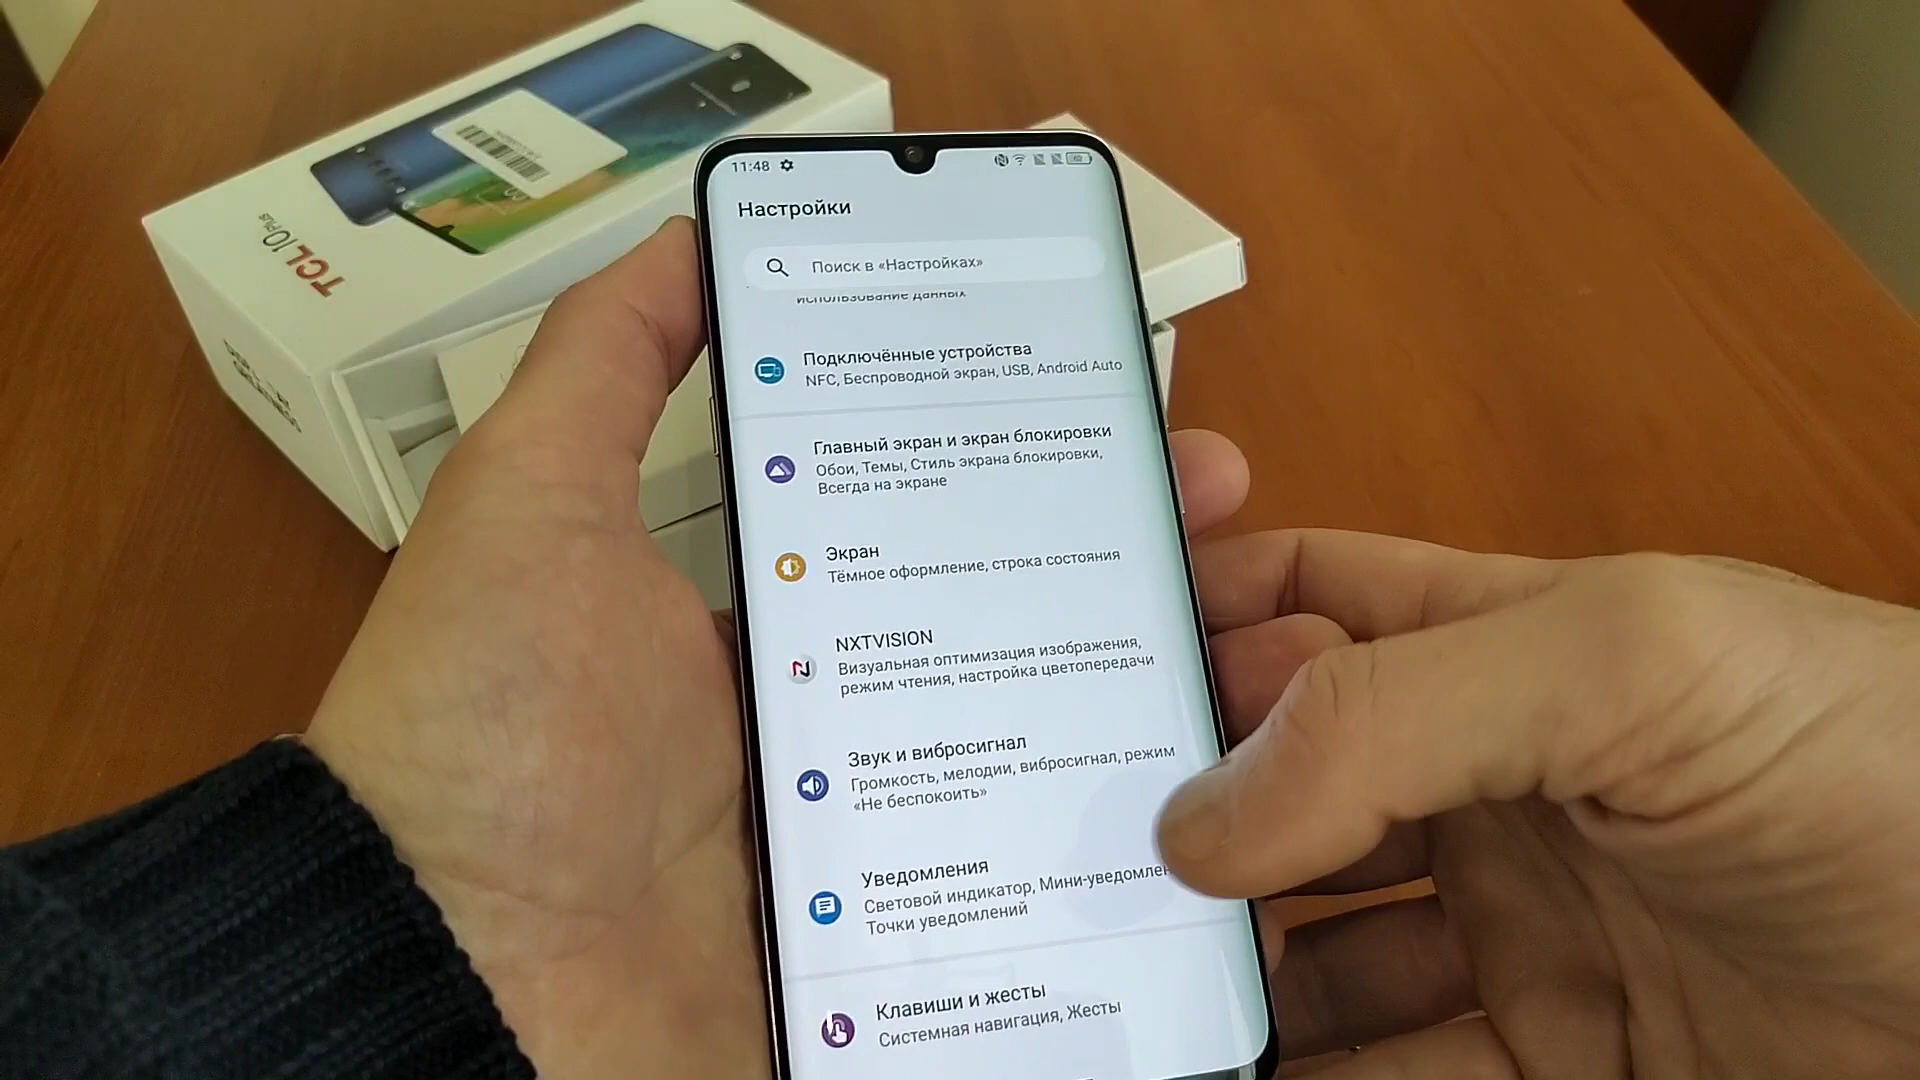 TCL 10 Plus
11:48
Настройки
Поиск в «Настройках»
использование данных
Подключённые устройства
NFC, Беспроводной экран, USB, Android Auto
Главный экран и экран блокировки
Обои, Темы, Стиль экрана блокировки,
Всегда на экране
Экран
Тёмное оформление, строка состояния
NXTVISION
Визуальная оптимизация изображения,
режим чтения, настройка цветопередачи
Звук и вибросигнал
Громкость, мелодии, вибросигнал, режим
«Не беспокоить»
Уведомления
Световой индикатор, Мини-уведомлен
Точки уведомлений
Клавиши и жесты
Системная навигация, Жесты